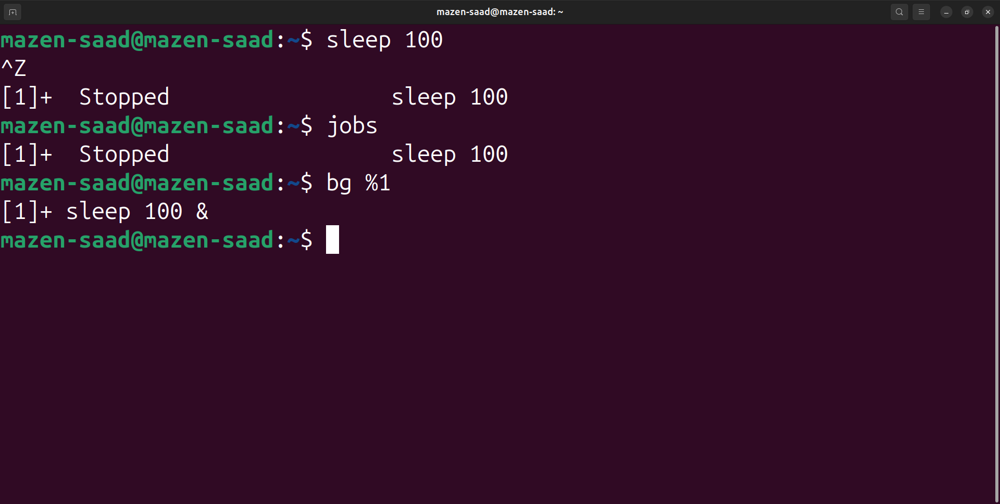 mazen-saad@mazen-saad: ~
mazen-saad@mazen-saad:~$ sleep 100
^Z
[1]+  Stopped                 sleep 100
mazen-saad@mazen-saad:~$ jobs
[1]+  Stopped                 sleep 100
mazen-saad@mazen-saad:~$ bg %1
[1]+ sleep 100 &
mazen-saad@mazen-saad:~$